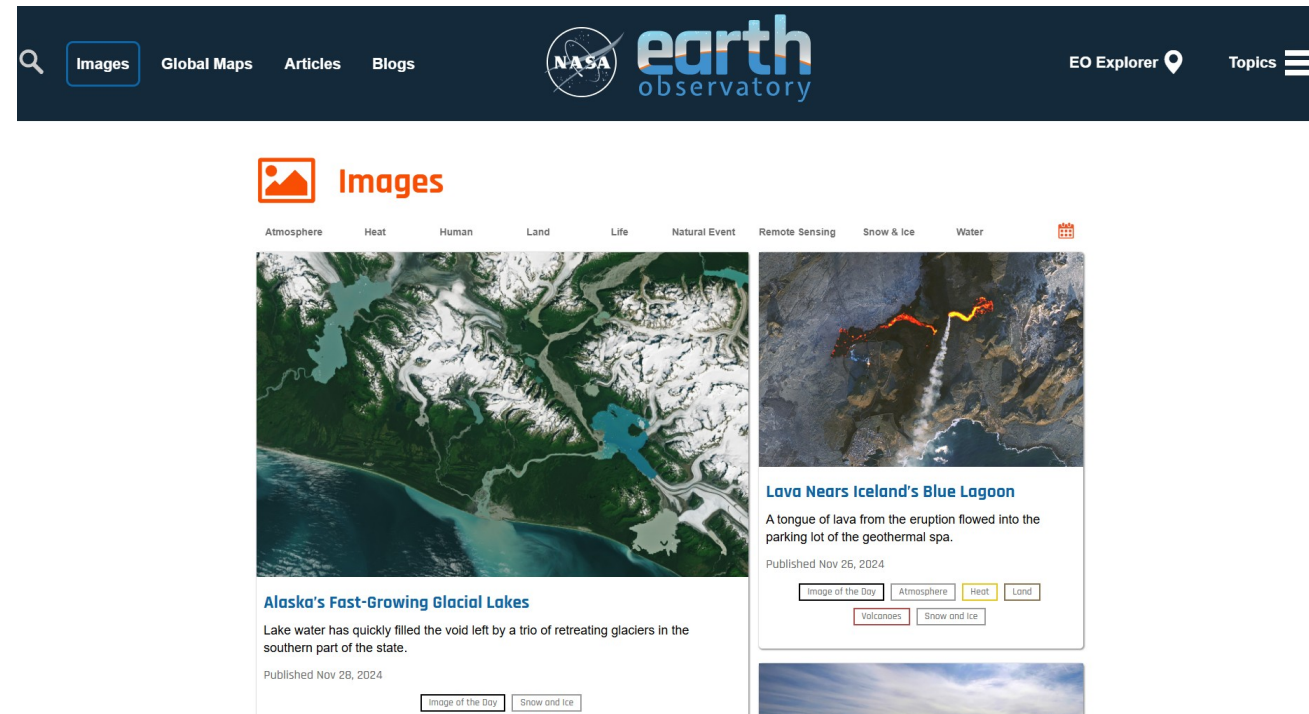 Images Global Maps Articles Blogs
NASA
earth
observatory
EO Explorer
Topics
Images
Atmosphere Heat Human Land Life Natural Event Remote Sensing Snow & Ice Water
Alaska's Fast-Growing Glacial Lakes
Lake water has quickly filled the void left by a trio of retreating glaciers in the
southern part of the state.
Published Nov 28, 2024
Image of the Day Snow and Ice
Lava Nears Iceland's Blue Lagoon
A tongue of lava from the eruption flowed into the
parking lot of the geothermal spa.
Published Nov 26, 2024
Image of the Day Atmosphere Heat Land
Volcanoes Snow and Ice